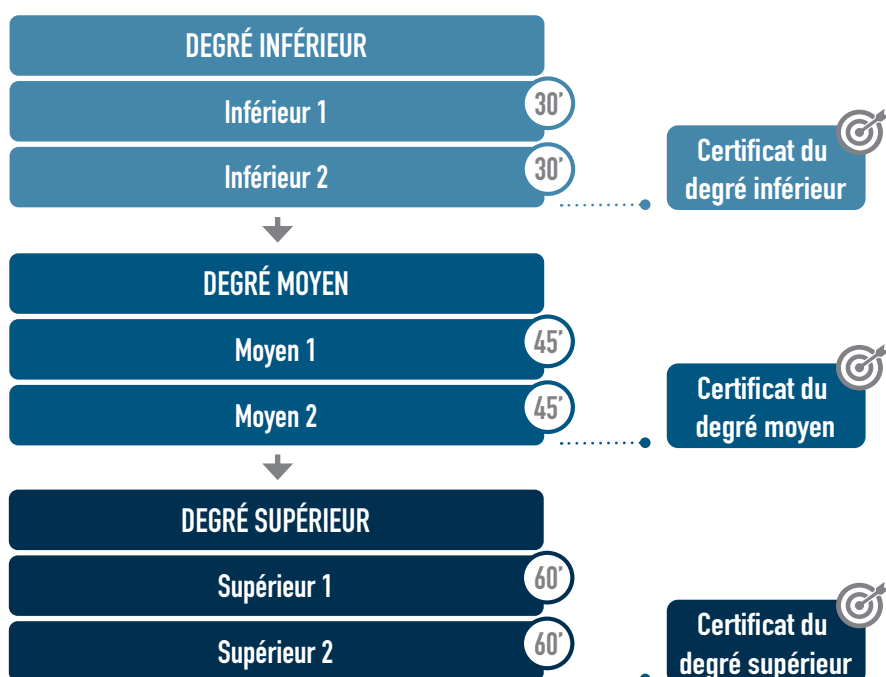 DEGRÉ INFÉRIEUR
Inférieur 1
30'
Inférieur 2
30'
Certificat du
degré inférieur
DEGRÉ MOYEN
Moyen 1
45'
Moyen 2
45'
Certificat du
degré moyen
DEGRÉ SUPÉRIEUR
Supérieur 1
60'
Supérieur 2
60'
Certificat du
degré supérieur